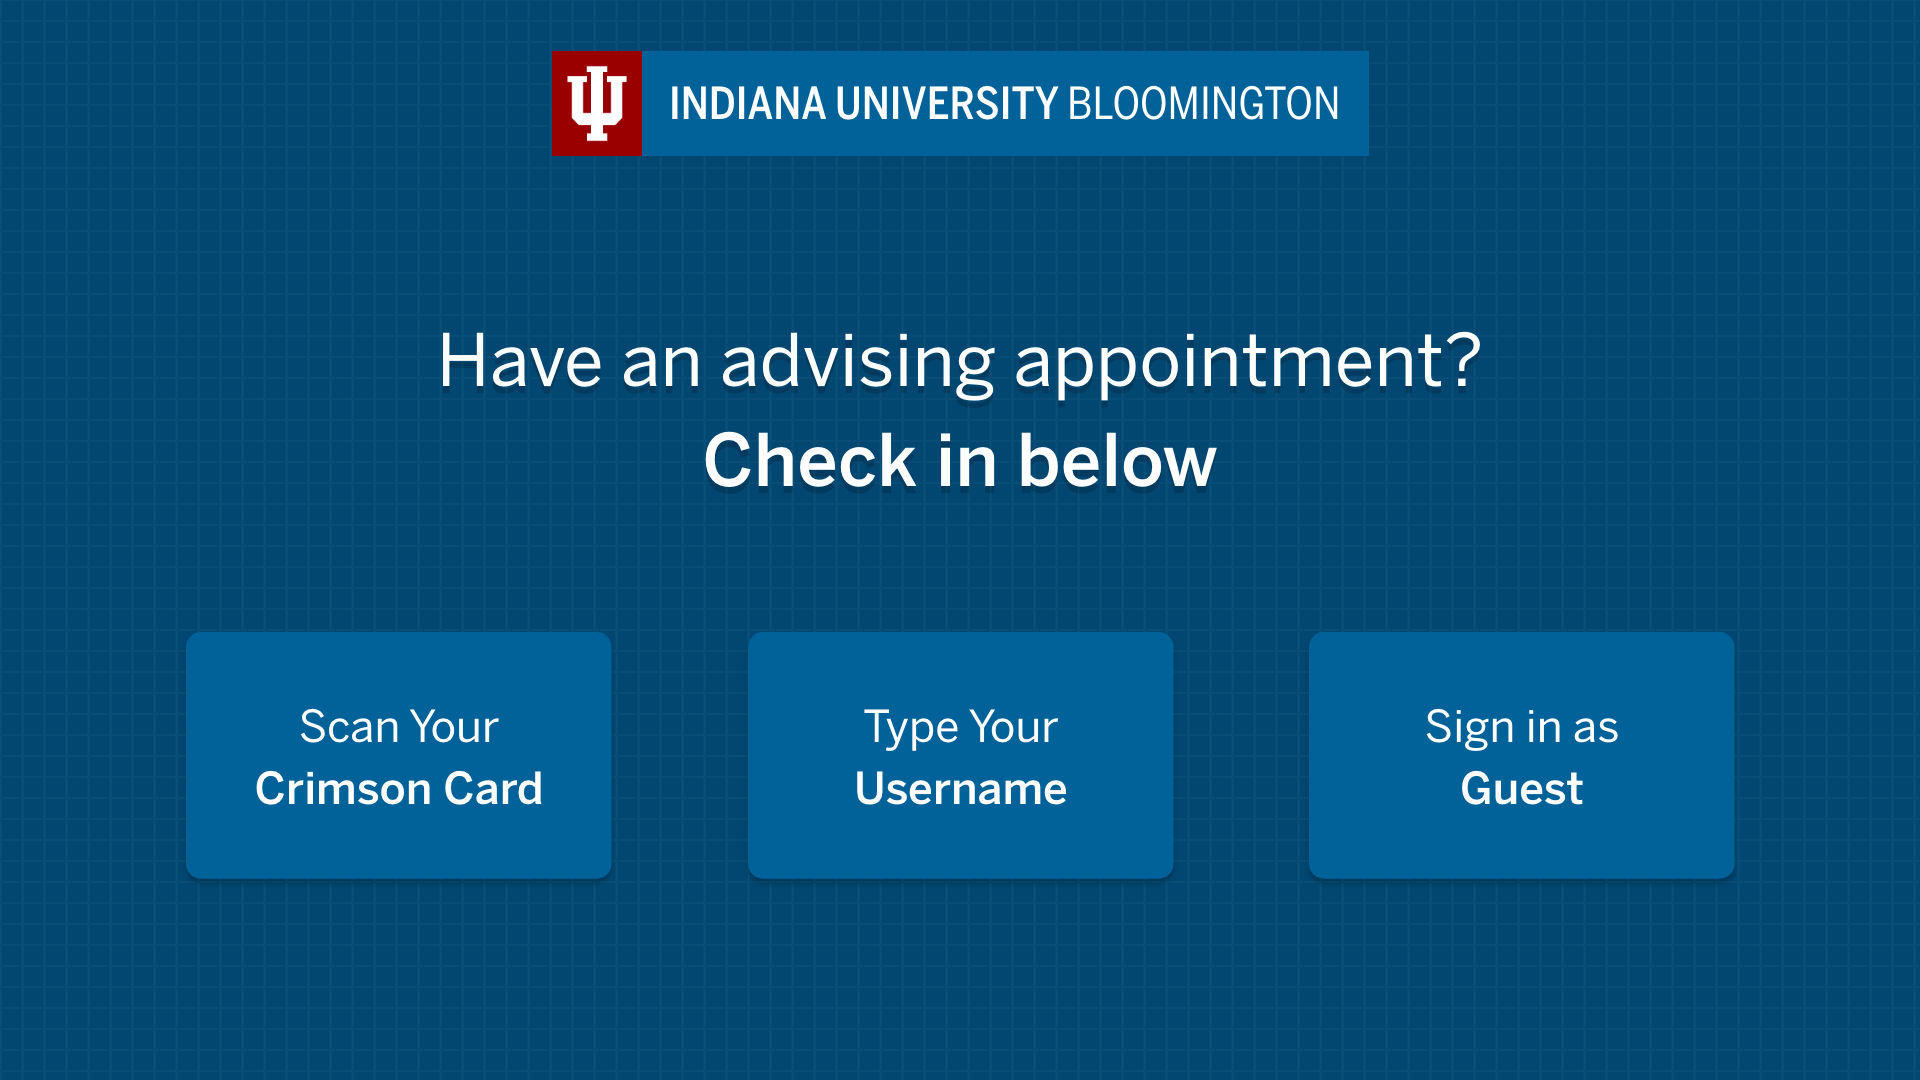 INDIANA UNIVERSITY BLOOMINGTON
Have an advising appointment?
Check in below
Scan Your
Crimson Card
Type Your
Username
Sign in as
Guest